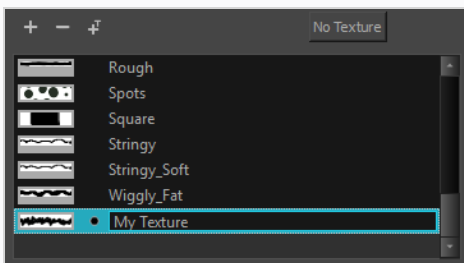 No Texture
Rough
Spots
Square
Stringy
Stringy_Soft
Wiggly_Fat
My Texture